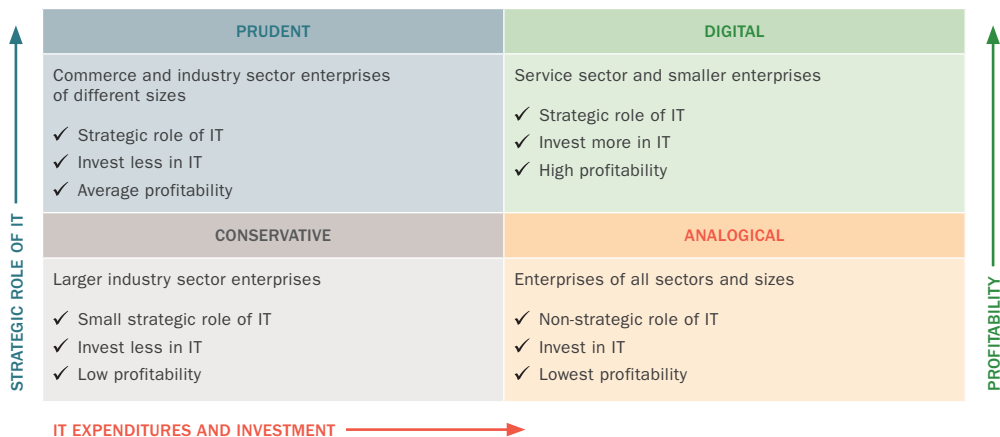 PRUDENT
Commerce and industry sector enterprises
of different sizes
✓ Strategic role of IT
✓ Invest less in IT
✓ Average profitability
DIGITAL
Service sector and smaller enterprises
✓ Strategic role of IT
✓ Invest more in IT
✓ High profitability
CONSERVATIVE
Larger industry sector enterprises
✓ Small strategic role of IT
✓ Invest less in IT
✓ Low profitability
ANALOGICAL
Enterprises of all sectors and sizes
✓ Non-strategic role of IT
✓ Invest in IT
✓ Lowest profitability
STRATEGIC ROLE OF IT
PROFITABILITY
IT EXPENDITURES AND INVESTMENT